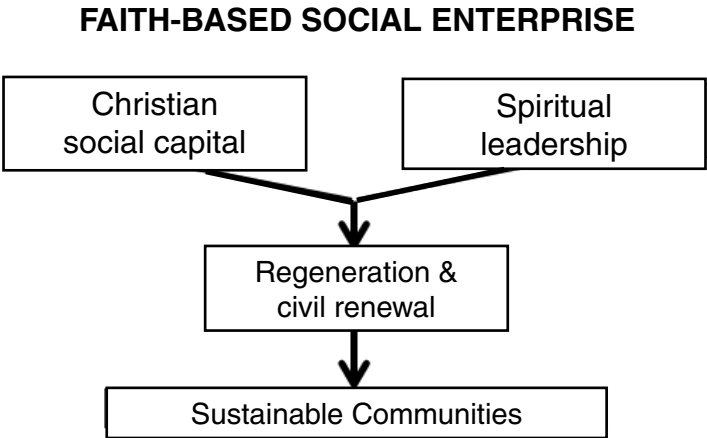 FAITH-BASED SOCIAL ENTERPRISE
Christian
social capital
Spiritual
leadership
Regeneration &
civil renewal
Sustainable Communities